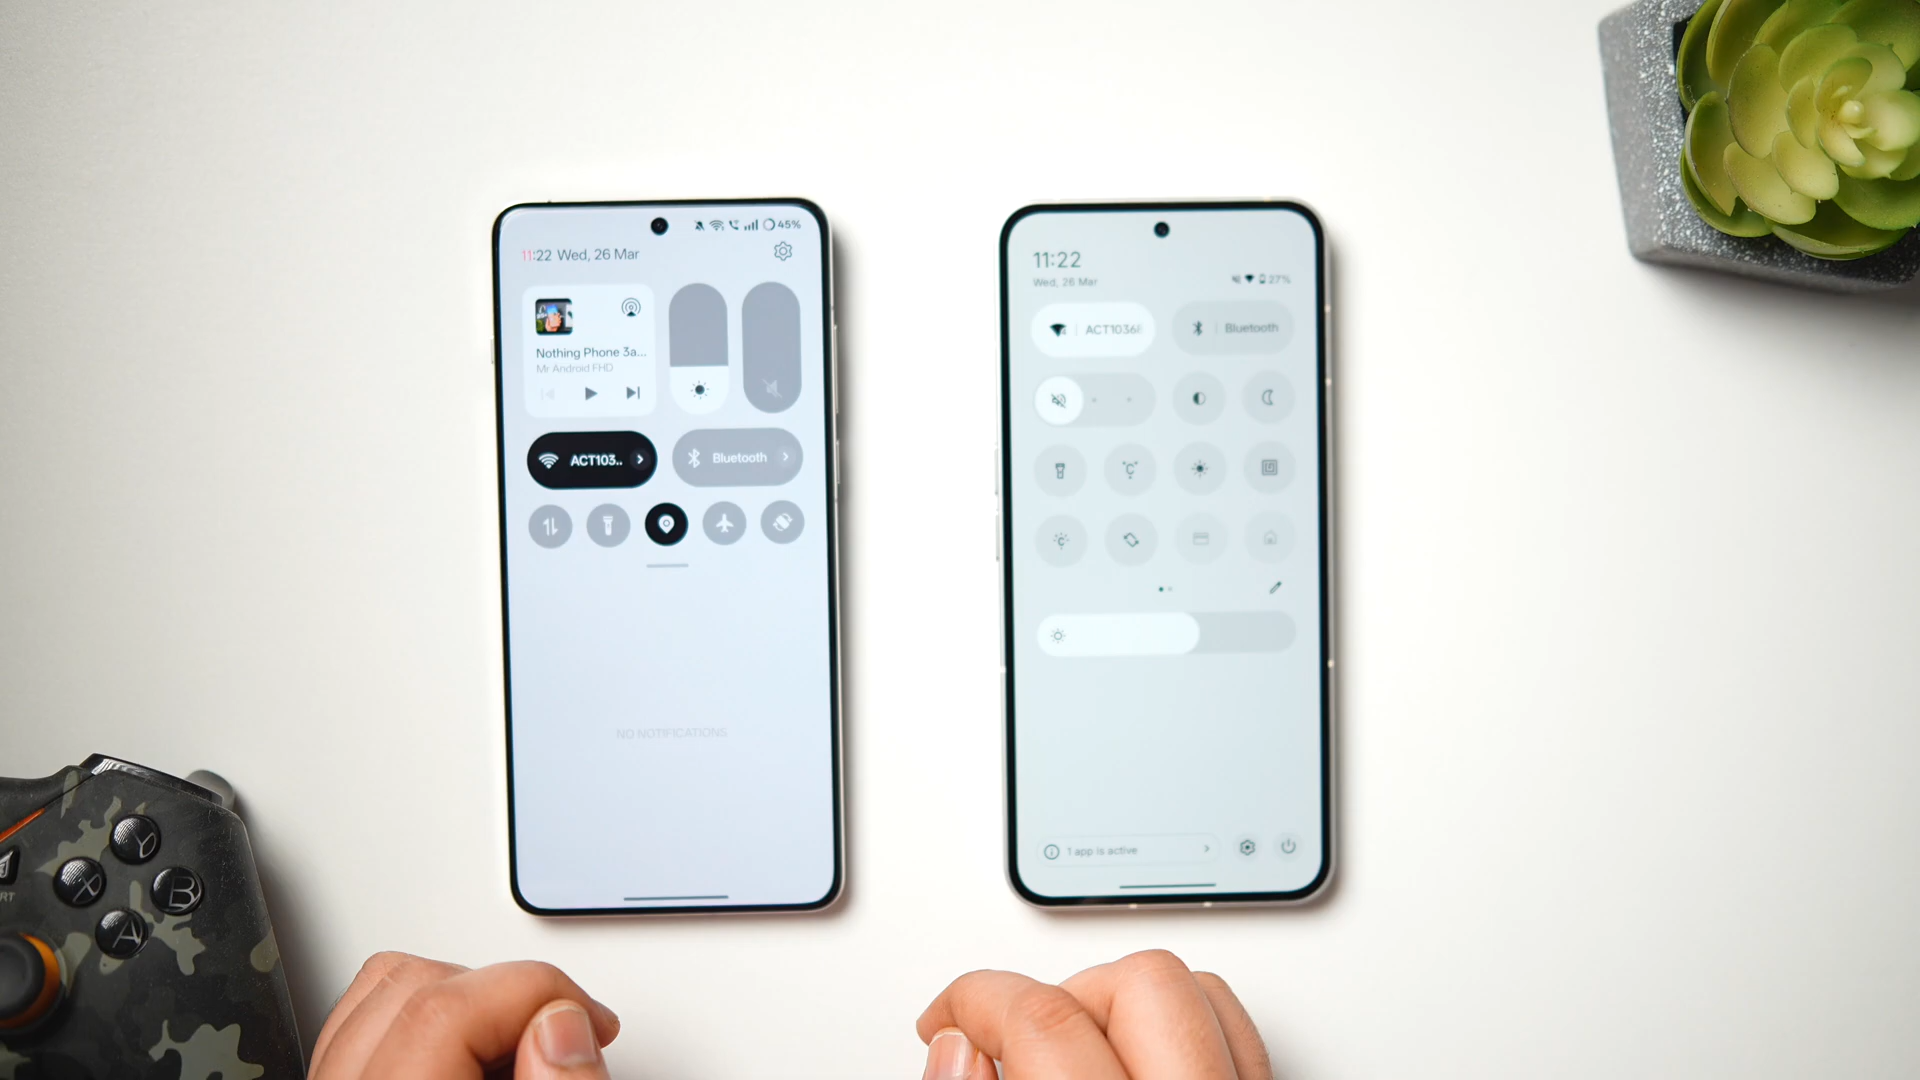 45%
11:22 Wed, 26 Mar
Nothing Phone 3a...
Mr Android FHD
ACT103..
Bluetooth
NO NOTIFICATIONS
11:22
Wed, 26 Mar
27%
ACT1036
Bluetooth
1 app is active
Y
X
B
A
RT